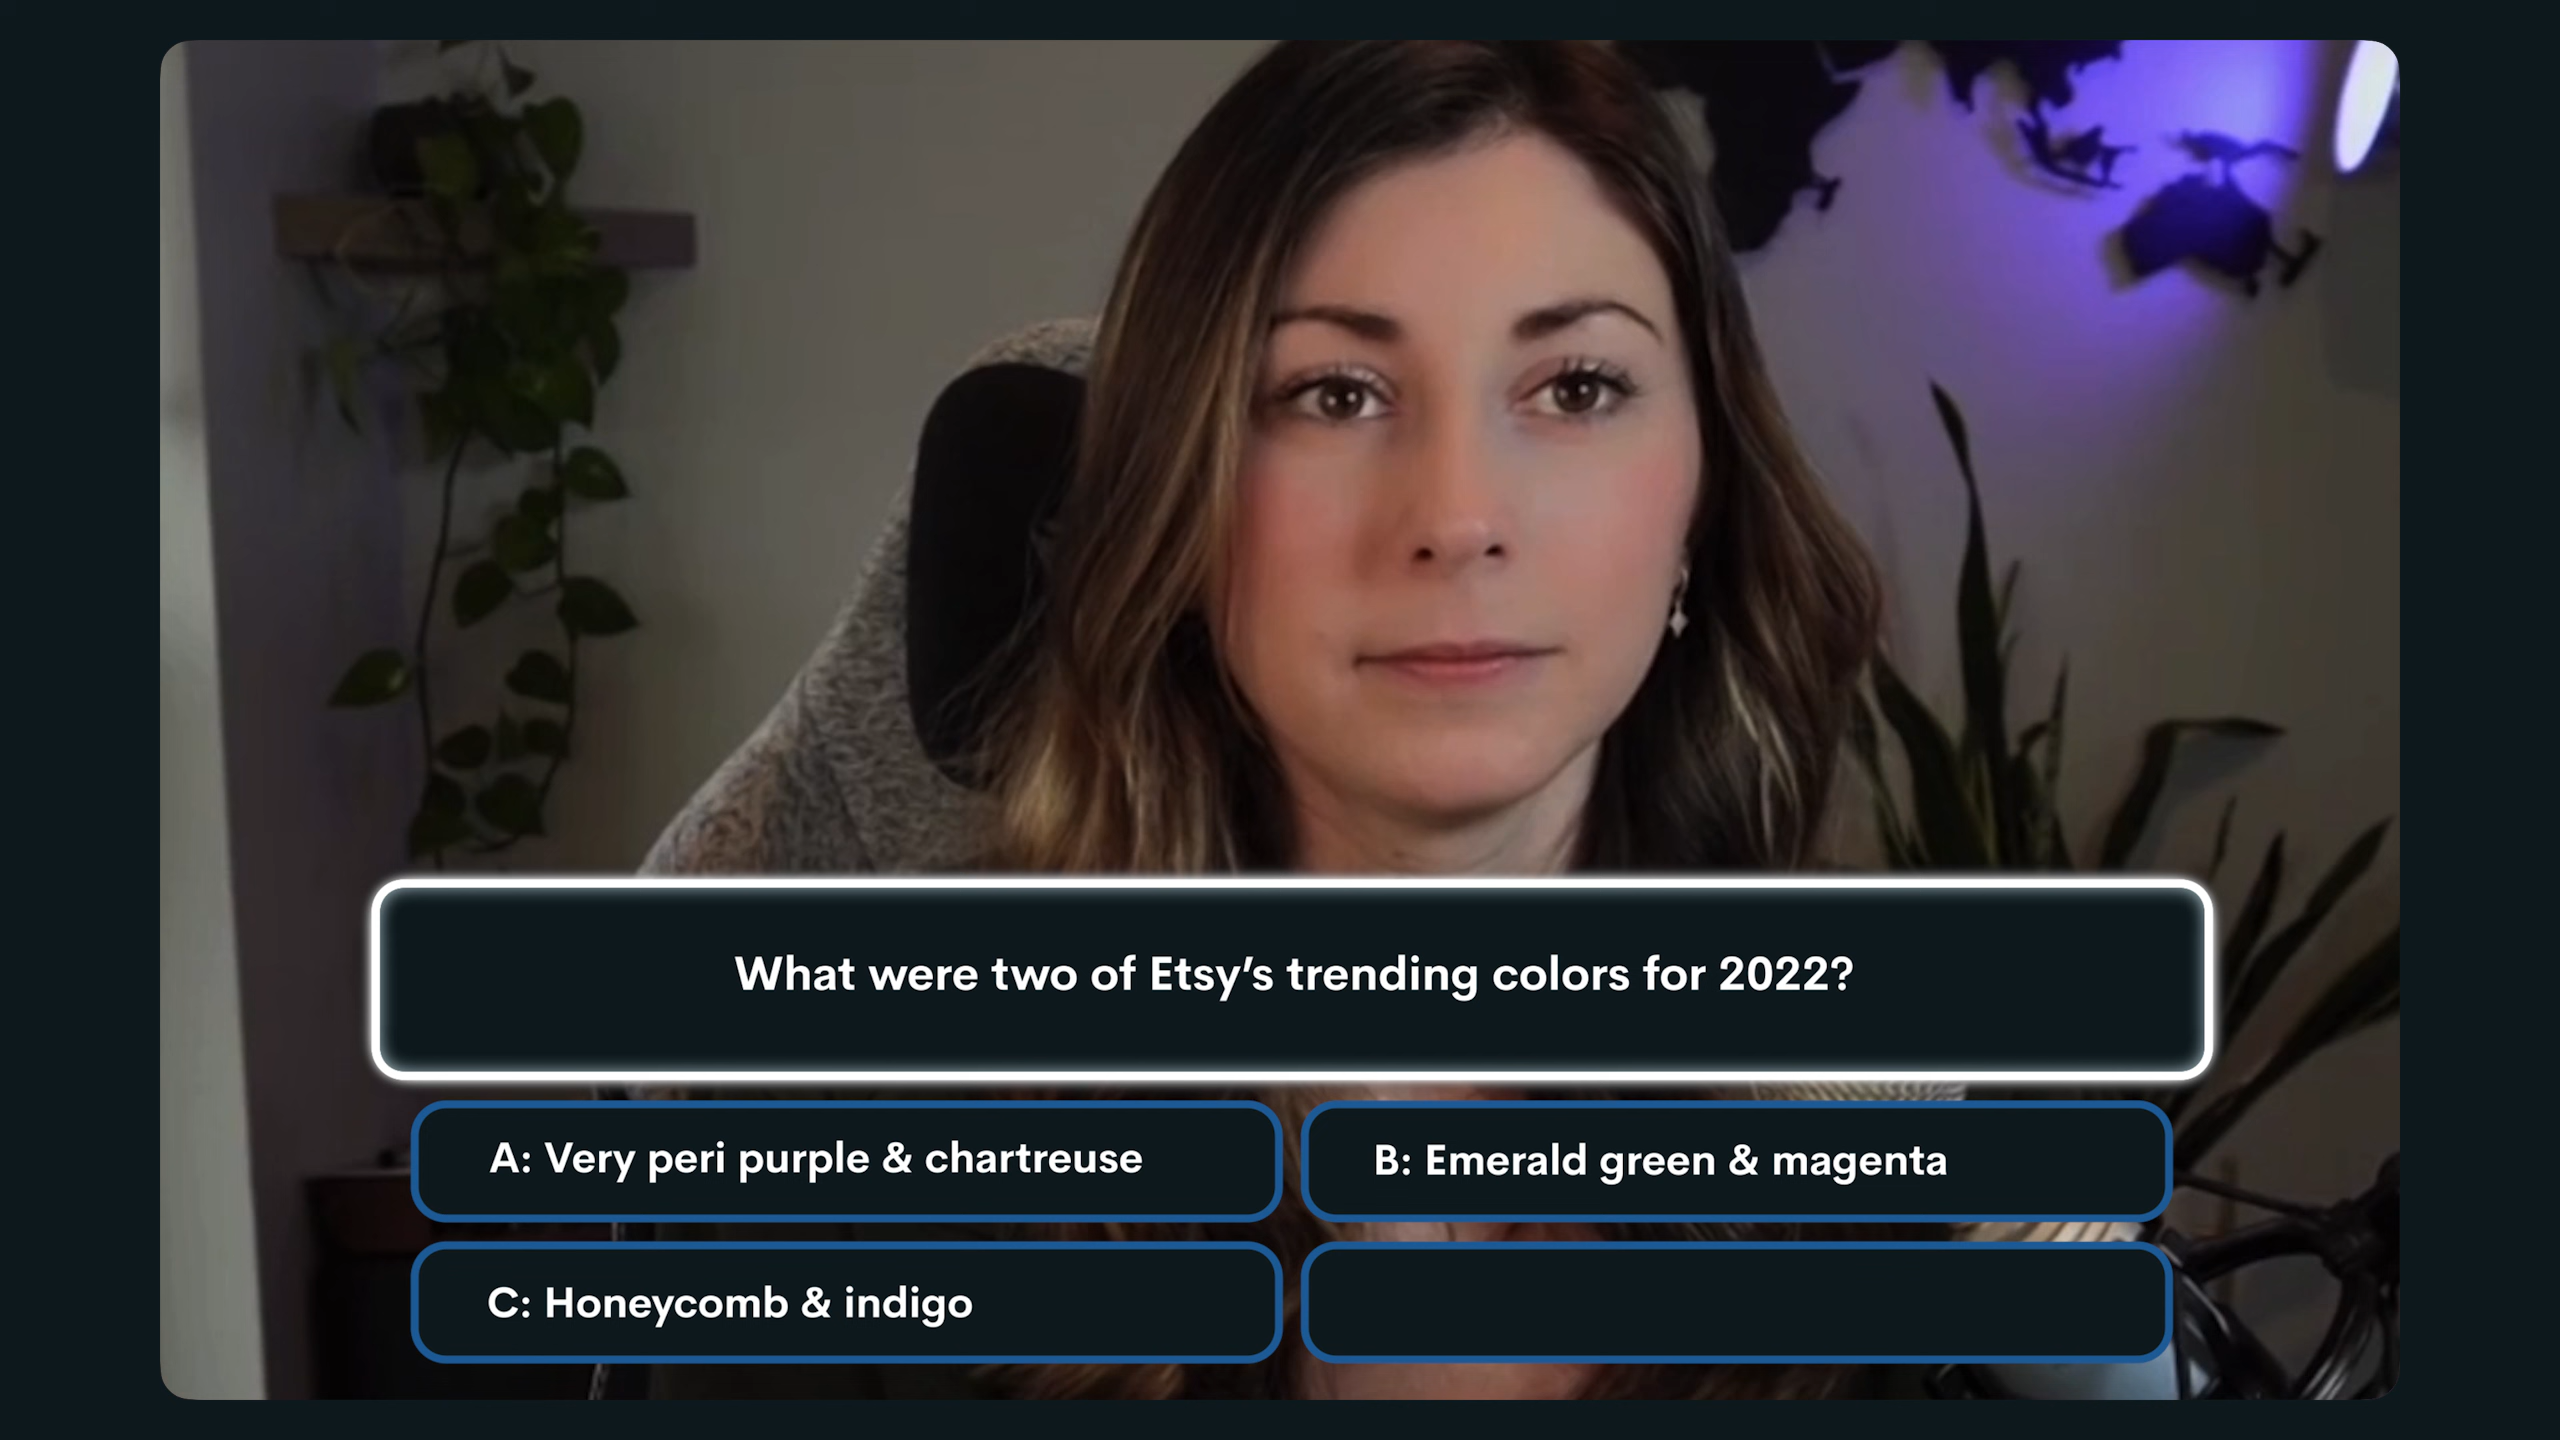 What were two of Etsy’s trending colors for 2022?
A: Very peri purple & chartreuse
B: Emerald green & magenta
C: Honeycomb & indigo